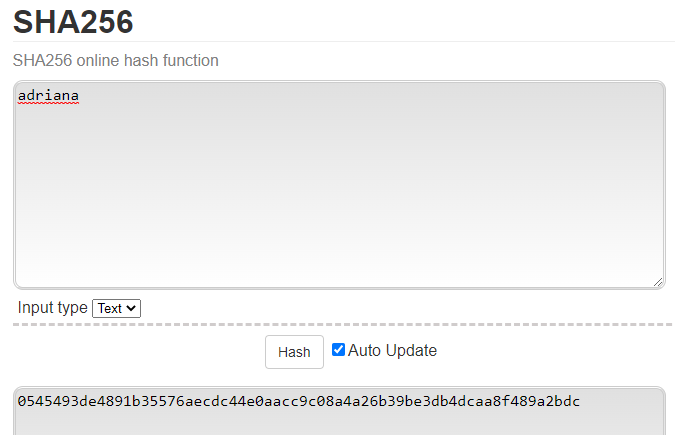 SHA256
SHA256 online hash function
adriana
Input type Text
Hash Auto Update
0545493de4891b35576aecdc44e0aacc9c08a4a26b39be3db4dcaa8f489a2bdc